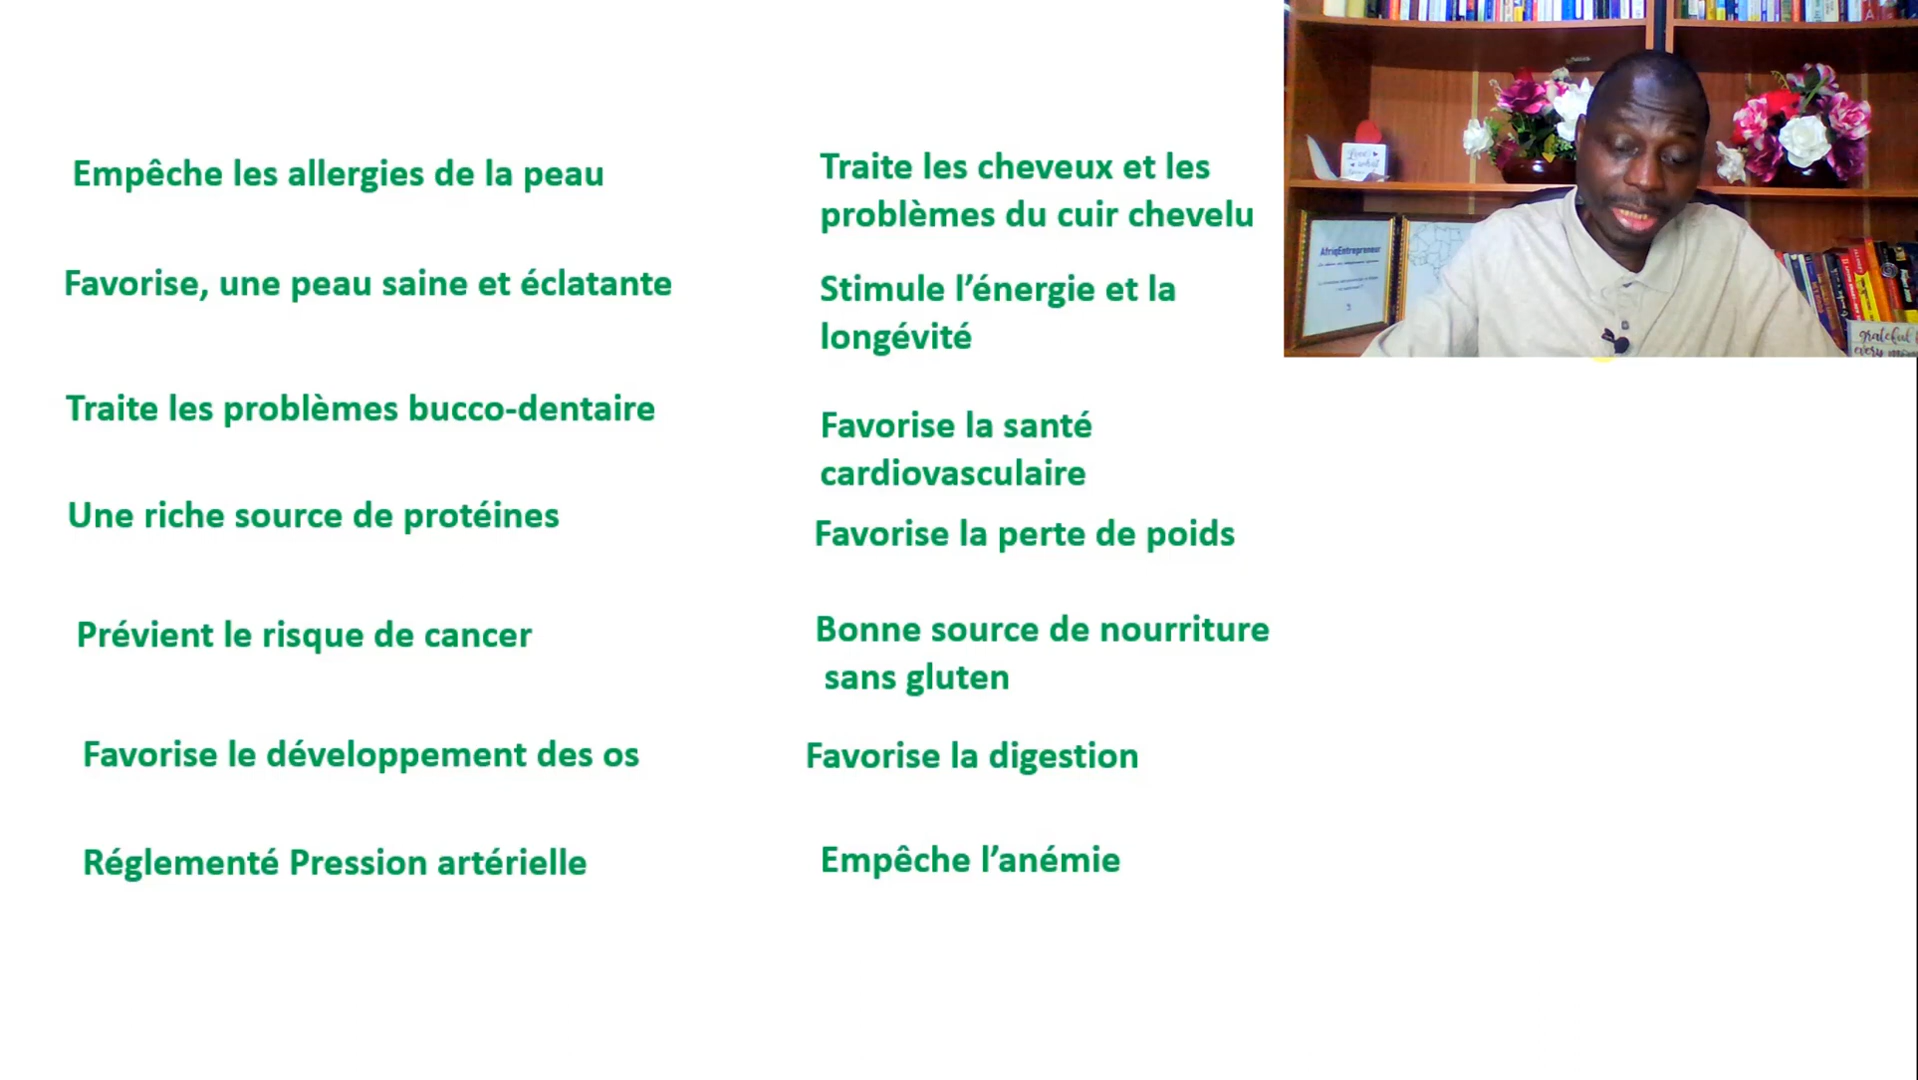 Empêche les allergies de la peau
Favorise, une peau saine et éclatante
Traite les problèmes bucco-dentaire
Une riche source de protéines
Prévient le risque de cancer
Favorise le développement des os
Réglementé Pression artérielle
Traite les cheveux et les
problèmes du cuir chevelu
Stimule l’énergie et la
longévité
Favorise la santé
cardiovasculaire
Favorise la perte de poids
Bonne source de nourriture
sans gluten
Favorise la digestion
Empêche l’anémie
AfriqEntrepreneur
grateful
every